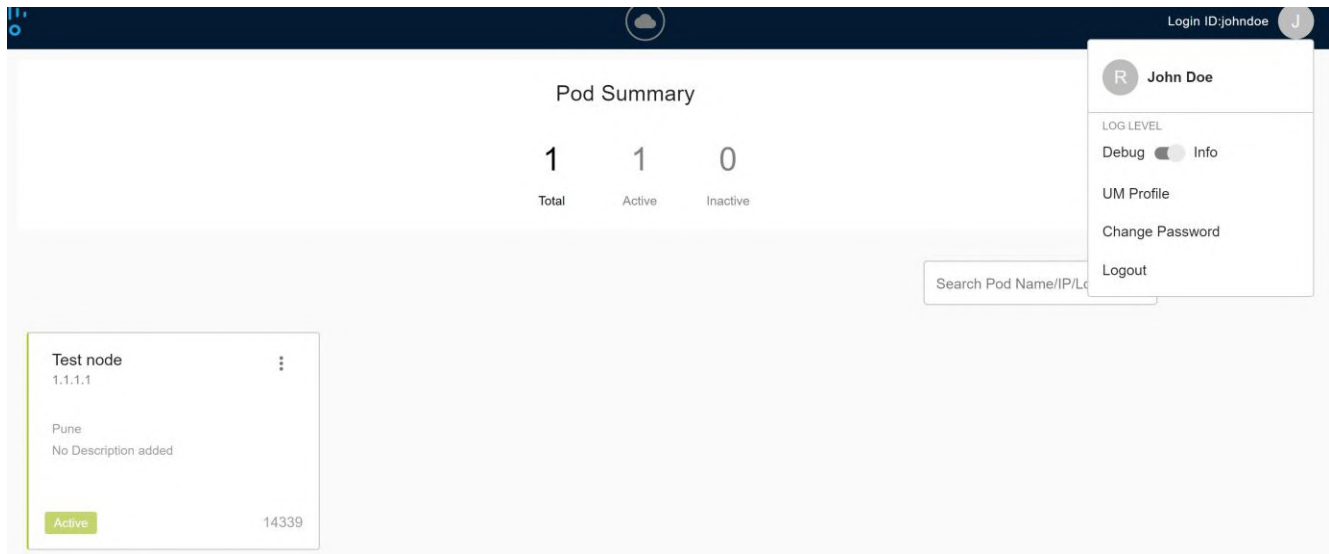 Login ID:johndoe J
Pod Summary
1 1 0
Total Active Inactive
R John Doe
LOG LEVEL
Debug Info
UM Profile
Change Password
Logout
Search Pod Name/IP/
Test node
1.1.1.1
Pune
No Description added
Active 14339